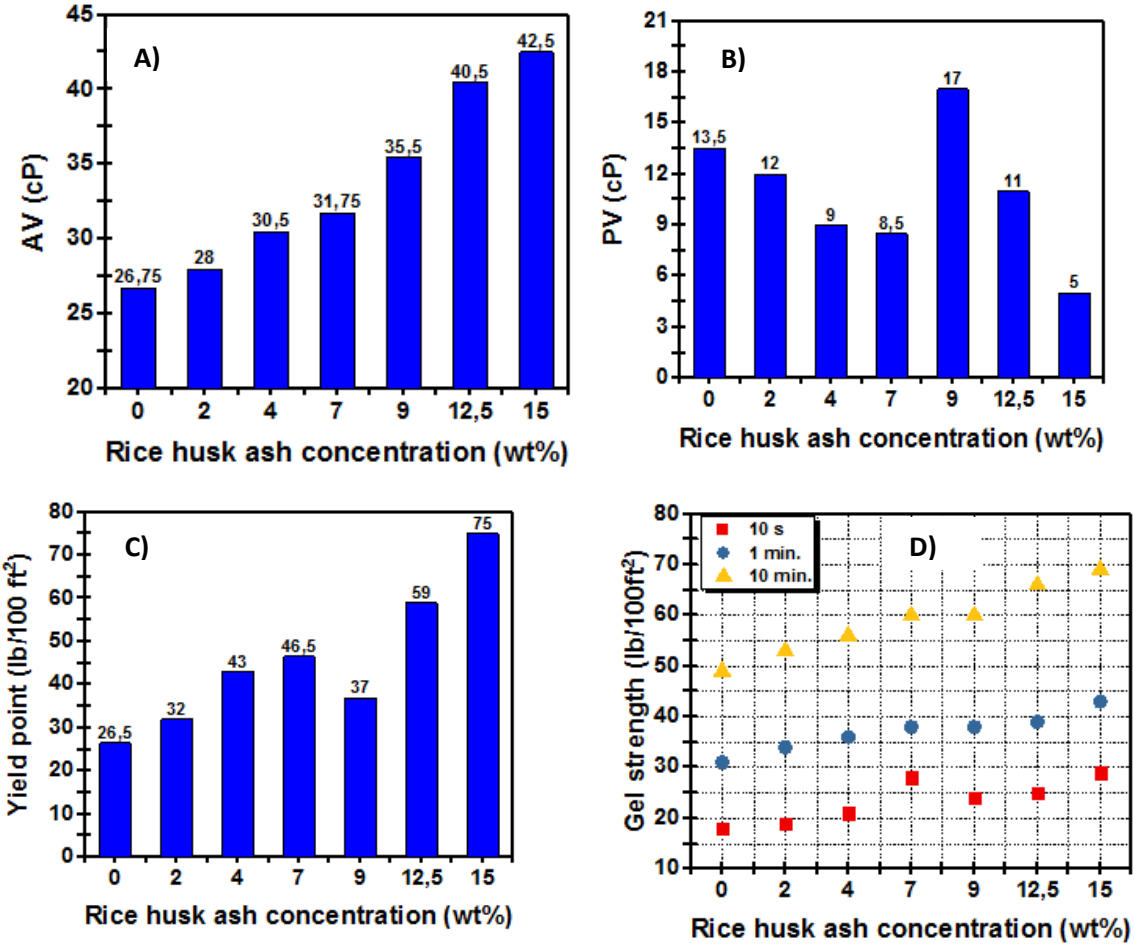 A)
AV (cP)
45
40
35
30
25
20
26,75
28
30,5
31,75
35,5
40,5
42,5
0 2 4 7 9 12,5 15
Rice husk ash concentration (wt%)
B)
PV (cP)
21
18
15
12
9
6
3
0
13,5
12
9
8,5
17
11
5
0 2 4 7 9 12,5 15
Rice husk ash concentration (wt%)
C)
Yield point (lb/100 ft²)
80
70
60
50
40
30
20
10
0
26,5
32
43
46,5
37
59
75
0 2 4 7 9 12,5 15
Rice husk ash concentration (wt%)
D)
10 s
1 min.
10 min.
Gel strength (lb/100ft²)
80
70
60
50
40
30
20
10
0 2 4 7 9 12,5 15
Rice husk ash concentration (wt%)